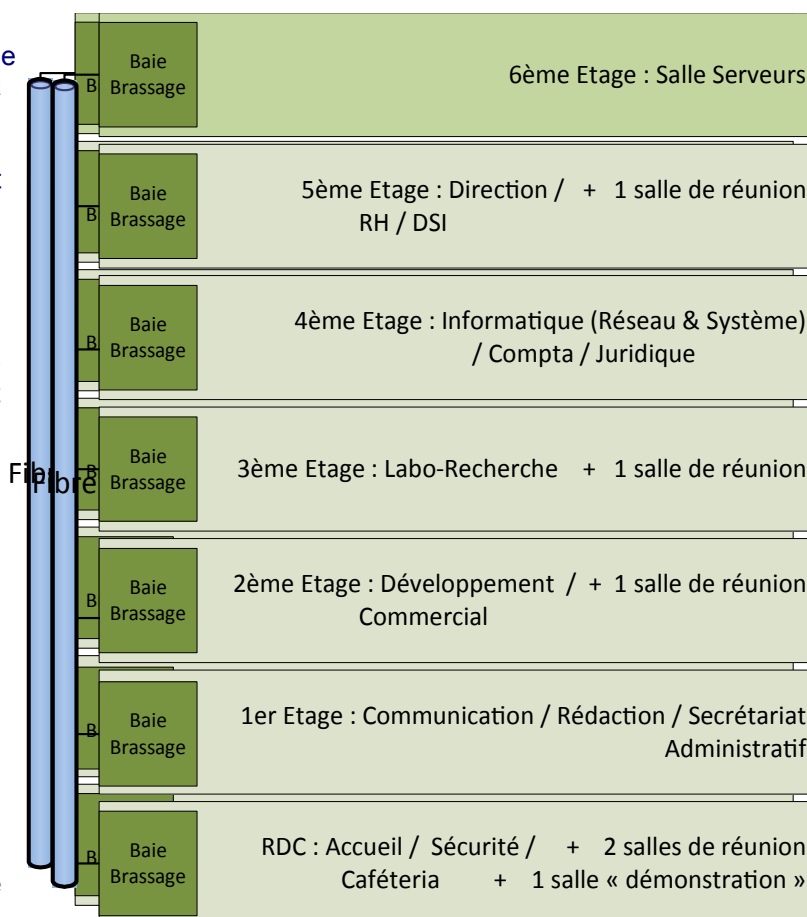 Baie
Brassage
6ème Etage : Salle Serveurs
Baie
Brassage
5ème Etage : Direction / + 1 salle de réunion
RH / DSI
Baie
Brassage
4ème Etage : Informatique (Réseau & Système)
/ Compta / Juridique
Fibre
Baie
Brassage
3ème Etage : Labo-Recherche + 1 salle de réunion
Baie
Brassage
2ème Etage : Développement / + 1 salle de réunion
Commercial
Baie
Brassage
1er Etage : Communication / Rédaction / Secrétariat
Administratif
Baie
Brassage
RDC : Accueil / Sécurité / + 2 salles de réunion
Caféteria + 1 salle « démonstration »